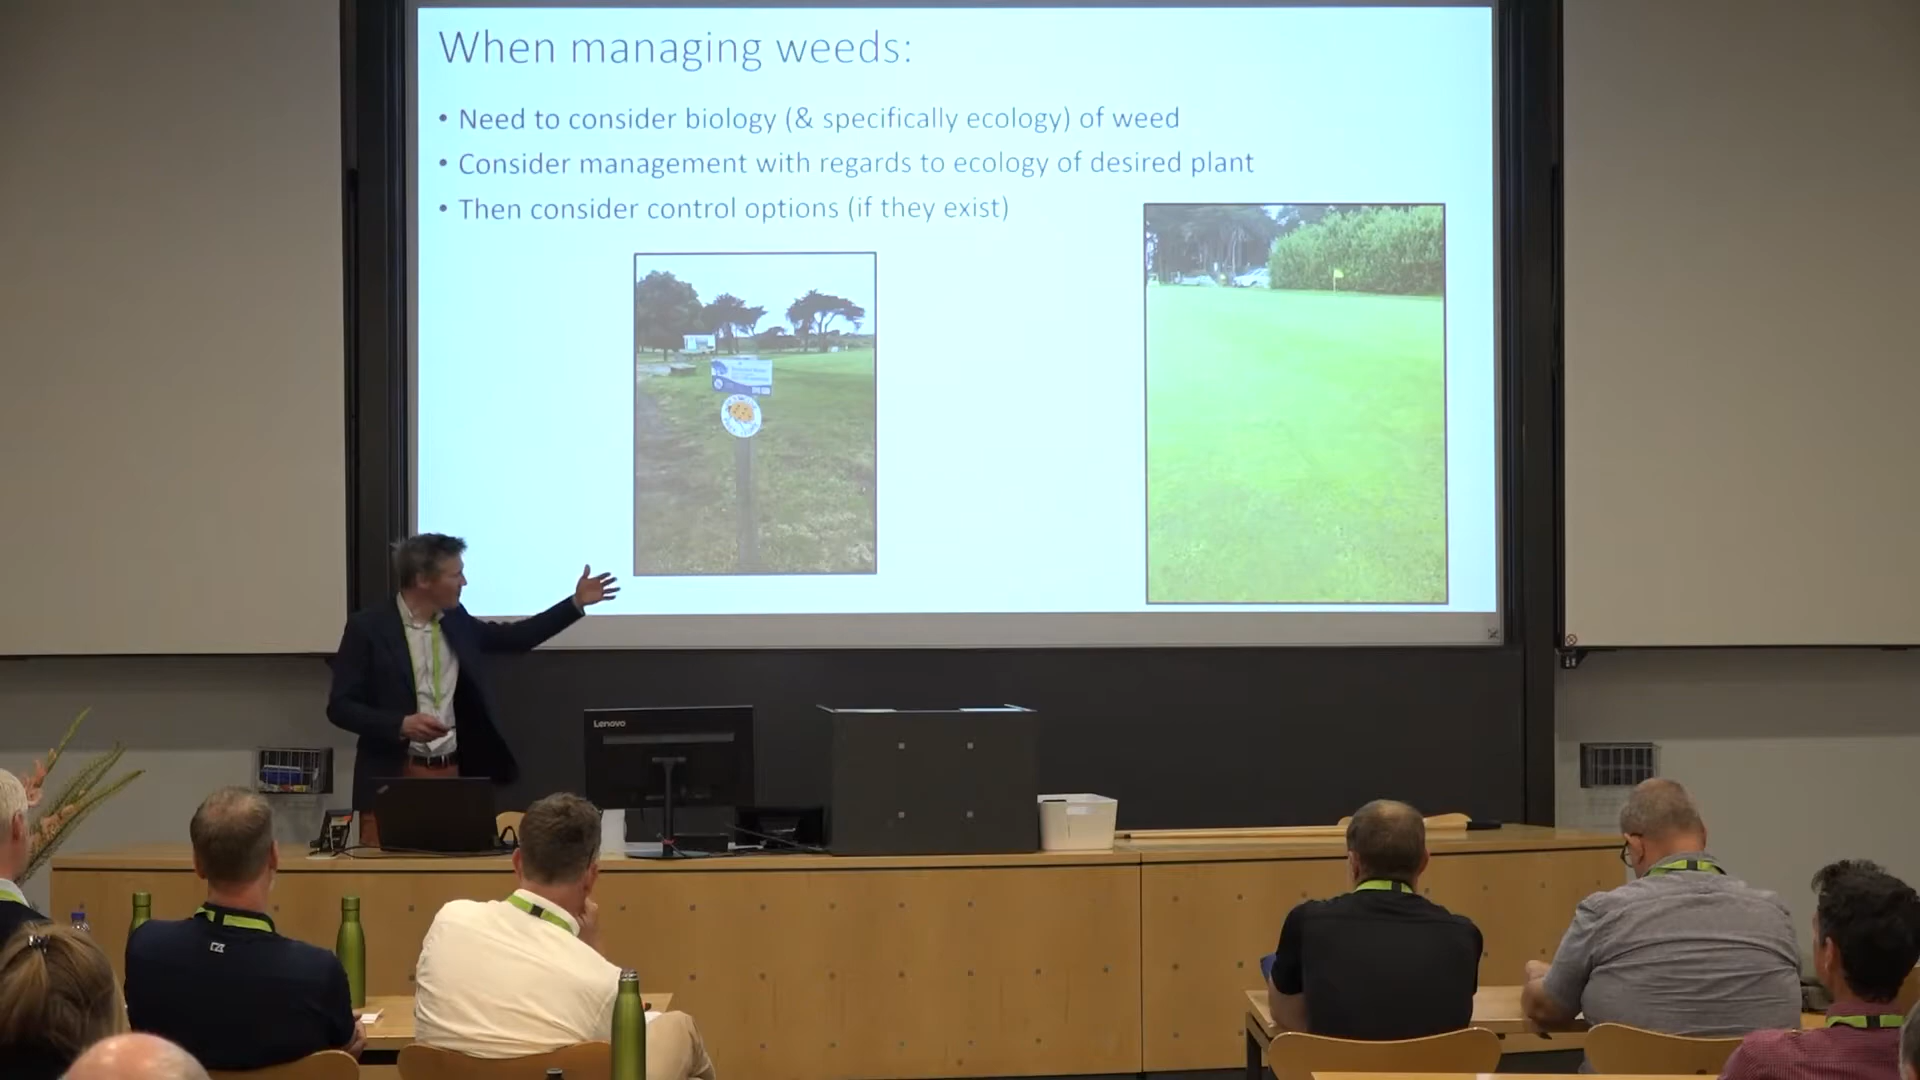 When managing weeds:
• Need to consider biology (& specifically ecology) of weed
• Consider management with regards to ecology of desired plant
• Then consider control options (if they exist)
Lenovo